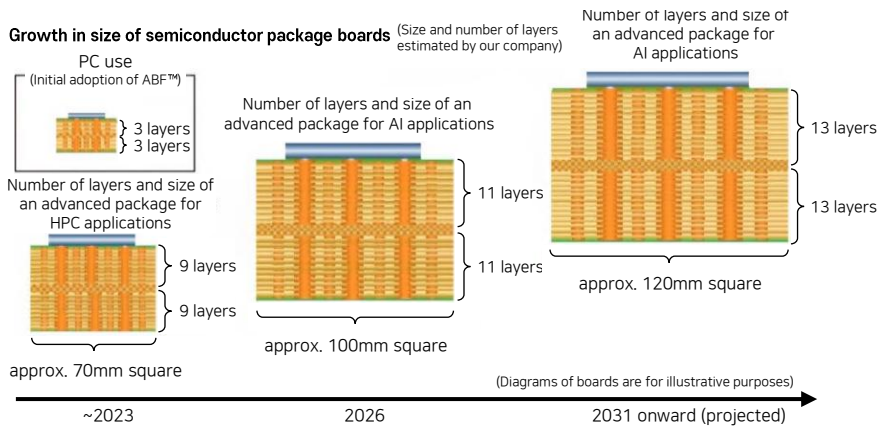 Growth in size of semiconductor package boards
(Size and number of layers
estimated by our company)
PC use
(Initial adoption of ABF™)
3 layers
3 layers
Number of layers and size of
an advanced package for
HPC applications
9 layers
9 layers
approx. 70mm square
Number of layers and size of an
advanced package for AI applications
11 layers
11 layers
approx. 100mm square
Number of layers and size of
an advanced package for
AI applications
13 layers
13 layers
approx. 120mm square
(Diagrams of boards are for illustrative purposes)
~2023
2026
2031 onward (projected)